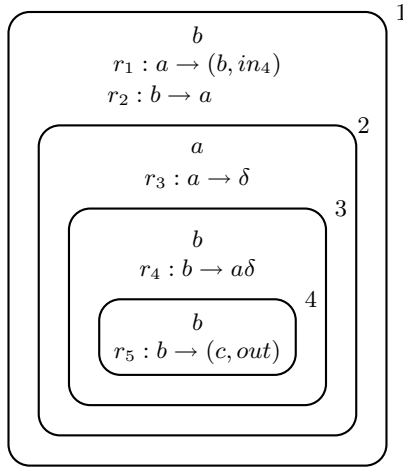 1
b
r₁ : a → (b, in₄)
r₂ : b → a
2
a
r₃ : a → δ
3
b
r₄ : b → aδ
4
b
r₅ : b → (c, out)